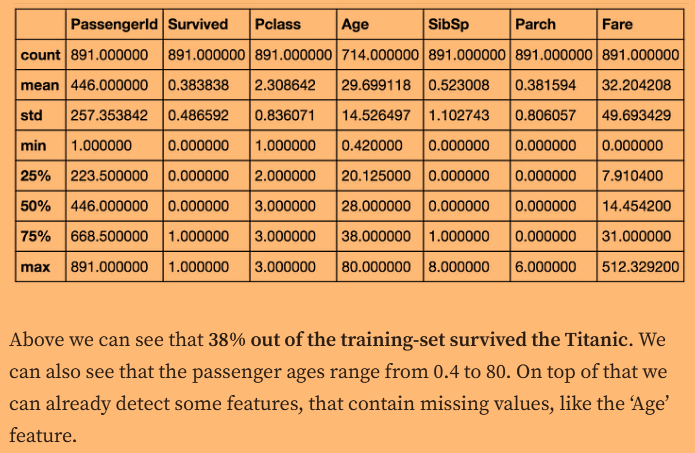 PassengerId Survived Pclass Age SibSp Parch Fare
count 891.000000 891.000000 891.000000 714.000000 891.000000 891.000000 891.000000
mean 446.000000 0.383838 2.308642 29.699118 0.523008 0.381594 32.204208
std 257.353842 0.486592 0.836071 14.526497 1.102743 0.806057 49.693429
min 1.000000 0.000000 1.000000 0.420000 0.000000 0.000000 0.000000
25% 223.500000 0.000000 2.000000 20.125000 0.000000 0.000000 7.910400
50% 446.000000 0.000000 3.000000 28.000000 0.000000 0.000000 14.454200
75% 668.500000 1.000000 3.000000 38.000000 1.000000 0.000000 31.000000
max 891.000000 1.000000 3.000000 80.000000 8.000000 6.000000 512.329200
Above we can see that 38% out of the training-set survived the Titanic. We
can also see that the passenger ages range from 0.4 to 80. On top of that we
can already detect some features, that contain missing values, like the ‘Age’
feature.